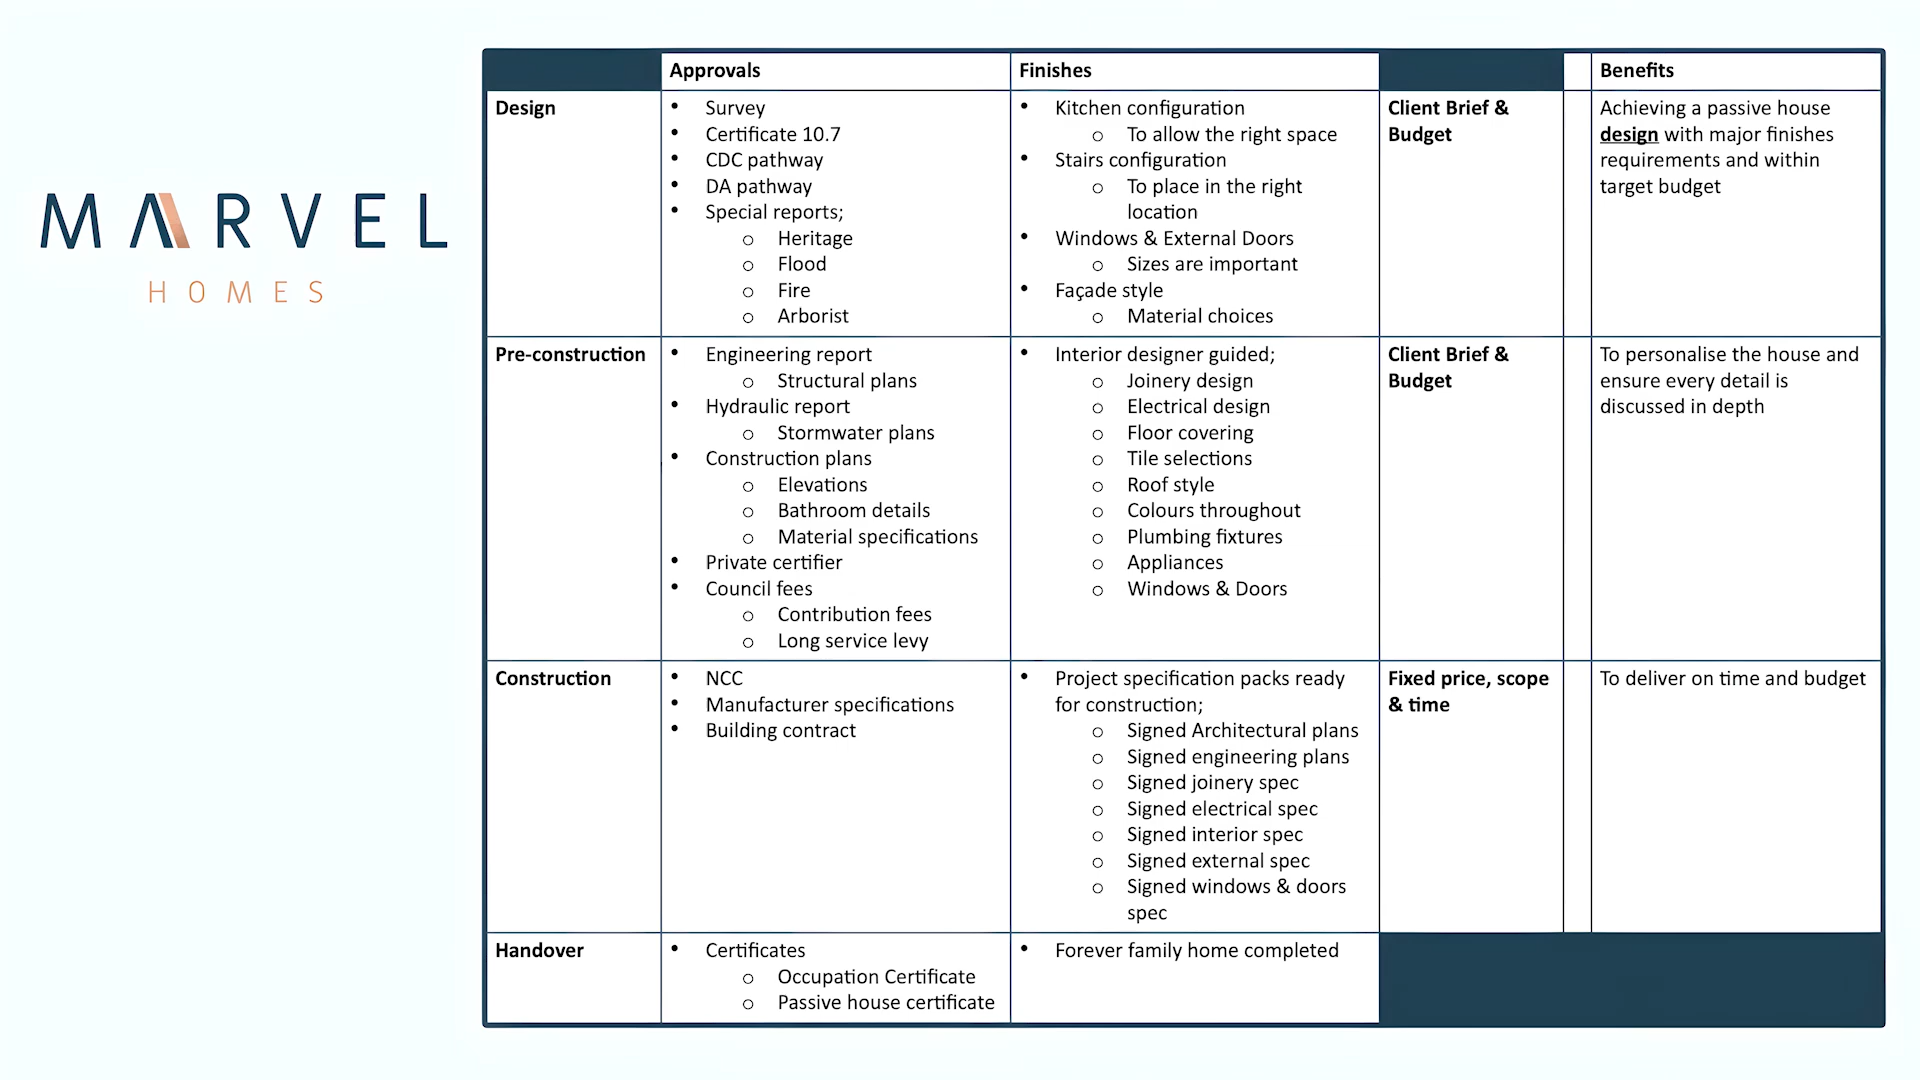 MARVEL
HOMES
Approvals
Finishes
Benefits
Design
• Survey
• Certificate 10.7
• CDC pathway
• DA pathway
• Special reports;
o Heritage
o Flood
o Fire
o Arborist
• Kitchen configuration
o To allow the right space
• Stairs configuration
o To place in the right
location
• Windows & External Doors
o Sizes are important
• Façade style
o Material choices
Client Brief &
Budget
Achieving a passive house
design with major finishes
requirements and within
target budget
Pre-construction
• Engineering report
o Structural plans
• Hydraulic report
o Stormwater plans
• Construction plans
o Elevations
o Bathroom details
o Material specifications
• Private certifier
• Council fees
o Contribution fees
o Long service levy
• Interior designer guided;
o Joinery design
o Electrical design
o Floor covering
o Tile selections
o Roof style
o Colours throughout
o Plumbing fixtures
o Appliances
o Windows & Doors
Client Brief &
Budget
To personalise the house and
ensure every detail is
discussed in depth
Construction
• NCC
• Manufacturer specifications
• Building contract
• Project specification packs ready
for construction;
o Signed Architectural plans
o Signed engineering plans
o Signed joinery spec
o Signed electrical spec
o Signed interior spec
o Signed external spec
o Signed windows & doors
spec
Fixed price, scope
& time
To deliver on time and budget
Handover
• Certificates
o Occupation Certificate
o Passive house certificate
• Forever family home completed